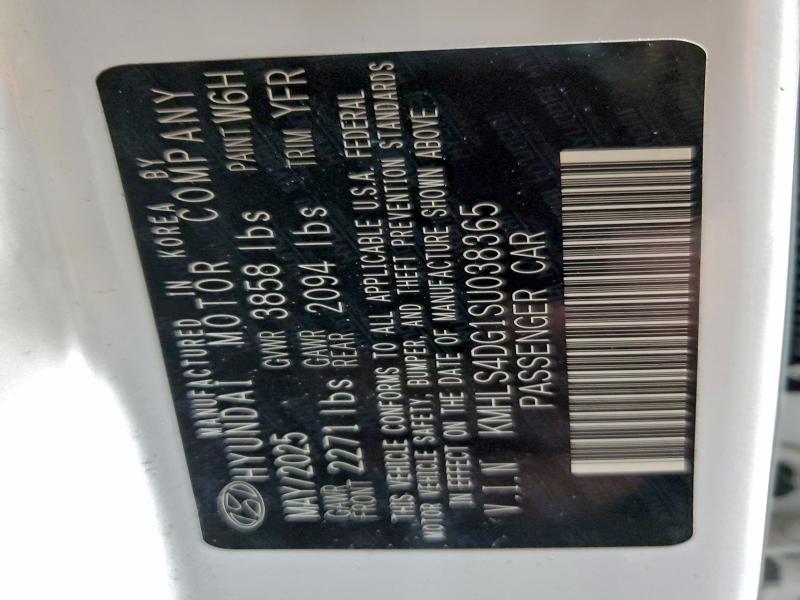 MANUFACTURED IN KOREA BY
HYUNDAI MOTOR COMPANY
MAY/2025 GVWR 3858 lbs PAINT W6H
GAWR FRONT 2271 lbs GAWR REAR 2094 lbs TRIM YFR
THIS VEHICLE CONFORMS TO ALL APPLICABLE U.S.A. FEDERAL
MOTOR VEHICLE SAFETY, BUMPER, AND THEFT PREVENTION STANDARDS
IN EFFECT ON THE DATE OF MANUFACTURE SHOWN ABOVE.
V.I.N KMHLS4DG1SU038365
PASSENGER CAR